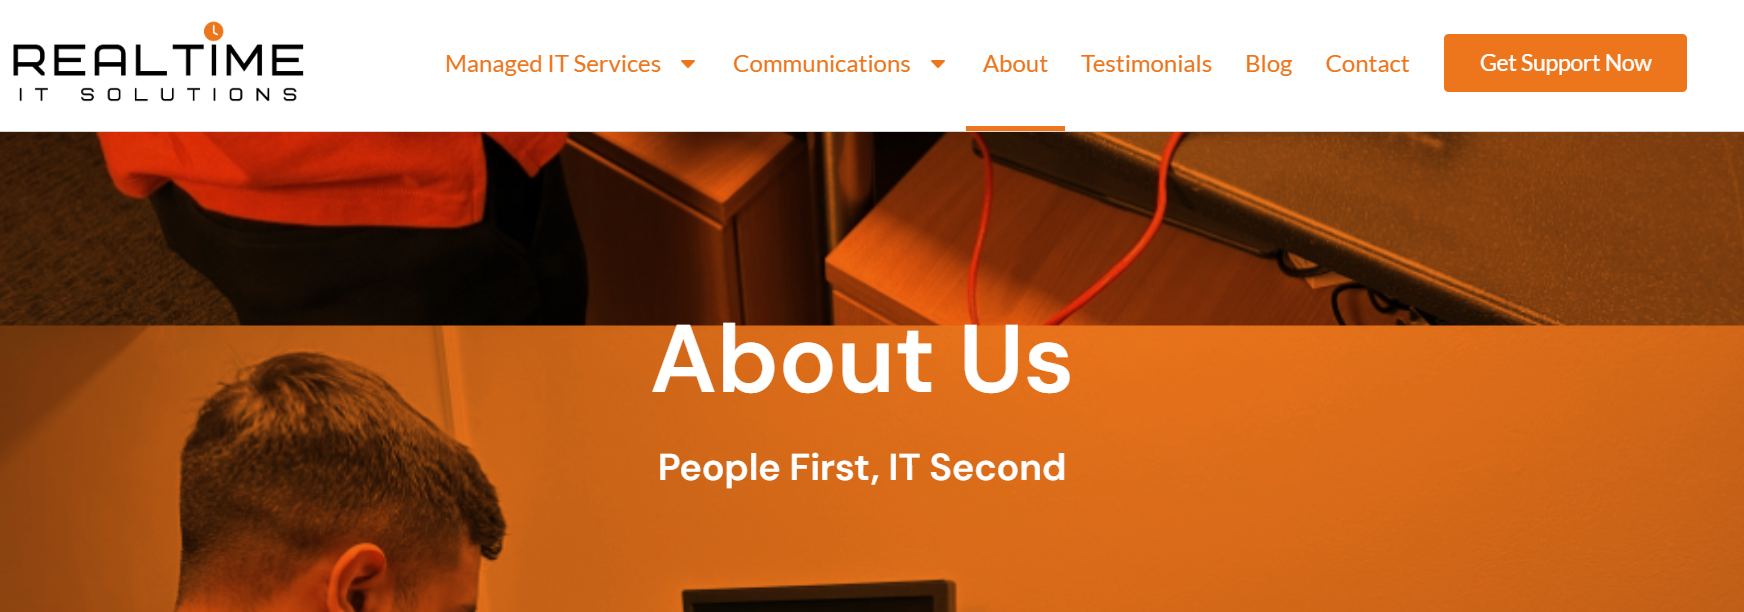 REALTIME
IT SOLUTIONS
Managed IT Services
Communications
About
Testimonials
Blog
Contact
Get Support Now
About Us
People First, IT Second